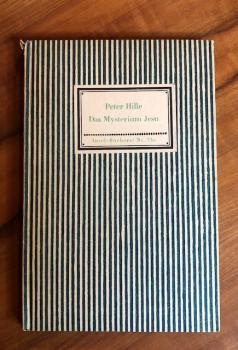 Peter Hille
Das Mysterium Jesu
Insel-Bücherei Nr.